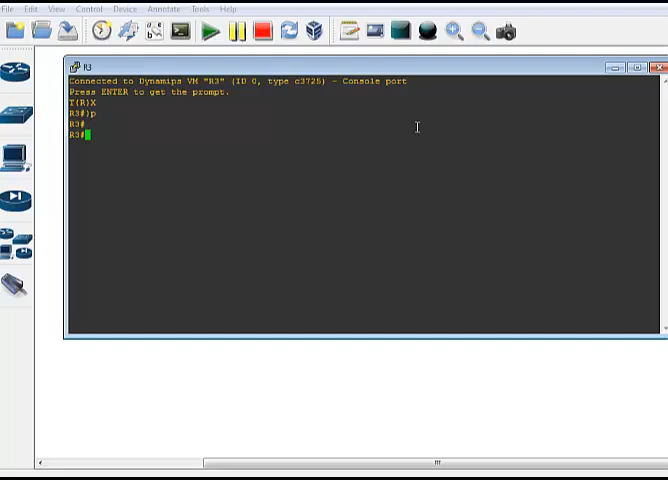 File Edit View Control Device Annotate Tools Help
R3
Connected to Dynamips VM "R3" (ID 0, type c3725) - Console port
Press ENTER to get the prompt.
T(R)X
R3#)p
R3#
R3#